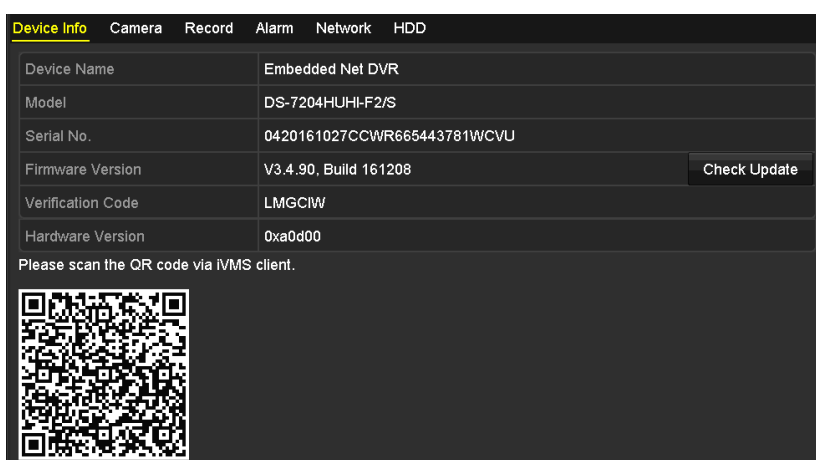 Device Info Camera Record Alarm Network HDD
Device Name Embedded Net DVR
Model DS-7204HUHI-F2/S
Serial No. 0420161027CCWR665443781WCVU
Firmware Version V3.4.90, Build 161208 Check Update
Verification Code LMGCIW
Hardware Version 0xa0d00
Please scan the QR code via iVMS client.